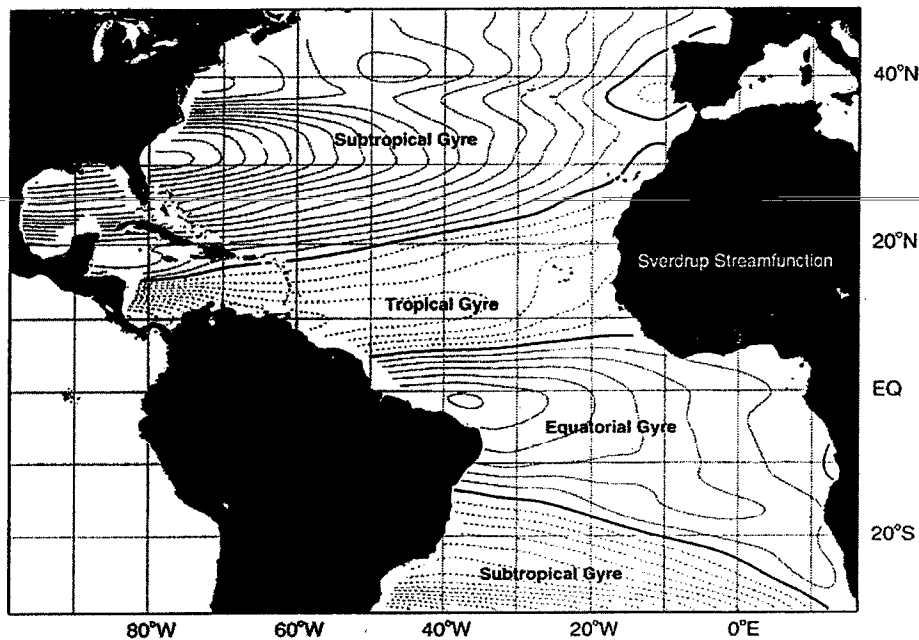 40°N
Subtropical Gyre
20°N
Sverdrup Streamfunction
Tropical Gyre
EQ
Equatorial Gyre
20°S
Subtropical Gyre
80°W 60°W 40°W 20°W 0°E